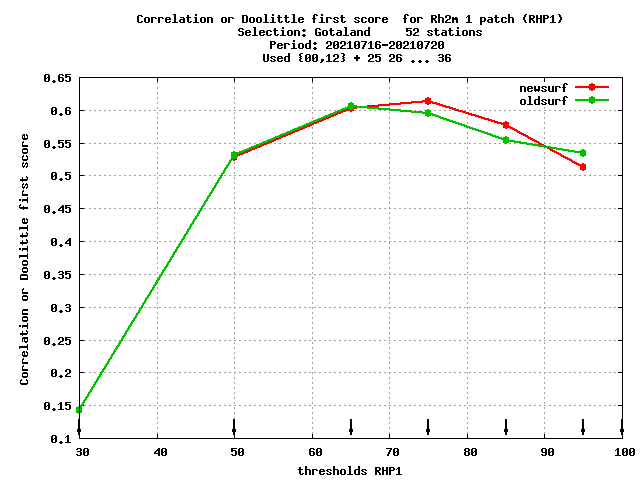 Correlation or Doolittle first score  for Rh2m 1 patch (RHP1)
Selection: Gotaland     52 stations
Period: 20210716-20210720
Used {00,12} + 25 26 ... 36
newsurf
oldsurf
0.65
0.6
0.55
0.5
0.45
0.4
0.35
0.3
0.25
0.2
0.15
0.1
Correlation or Doolittle first score
30 40 50 60 70 80 90 100
thresholds RHP1